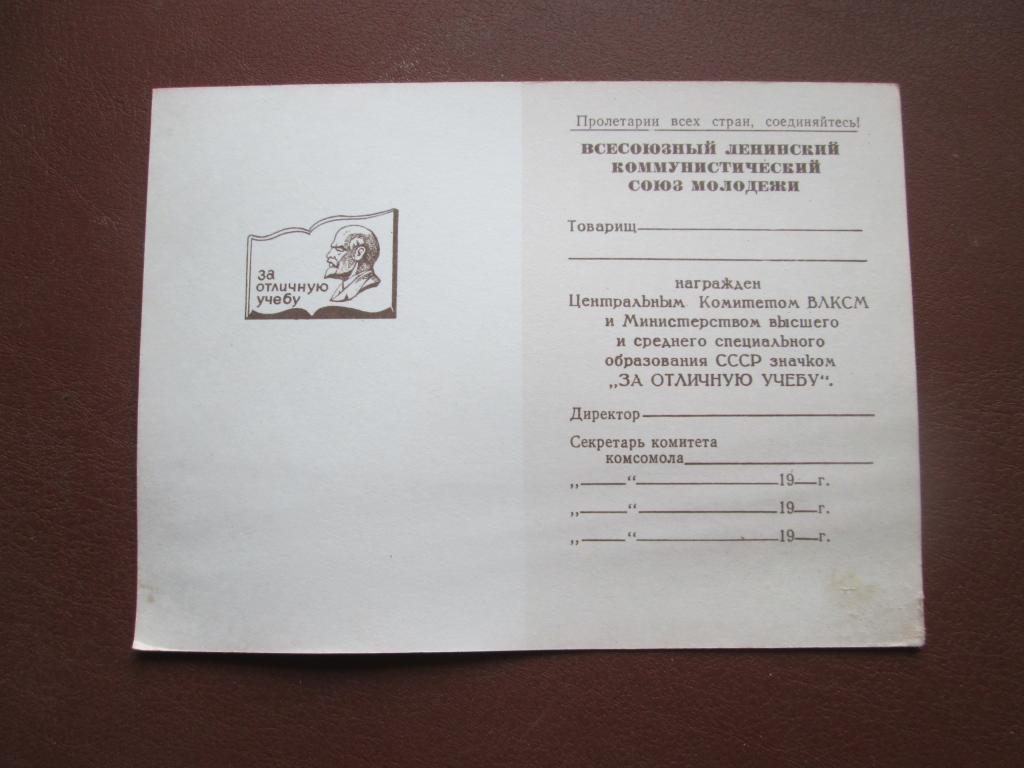 за
отличную
учебу
Пролетарии всех стран, соединяйтесь!
ВСЕСОЮЗНЫЙ ЛЕНИНСКИЙ
КОММУНИСТИЧЕСКИЙ
СОЮЗ МОЛОДЕЖИ
Товарищ
награжден
Центральным Комитетом ВЛКСМ
и Министерством высшего
и среднего специального
образования СССР значком
„ЗА ОТЛИЧНУЮ УЧЕБУ“.
Директор
Секретарь комитета
комсомола
„ “ 19 г.
„ “ 19 г.
„ “ 19 г.